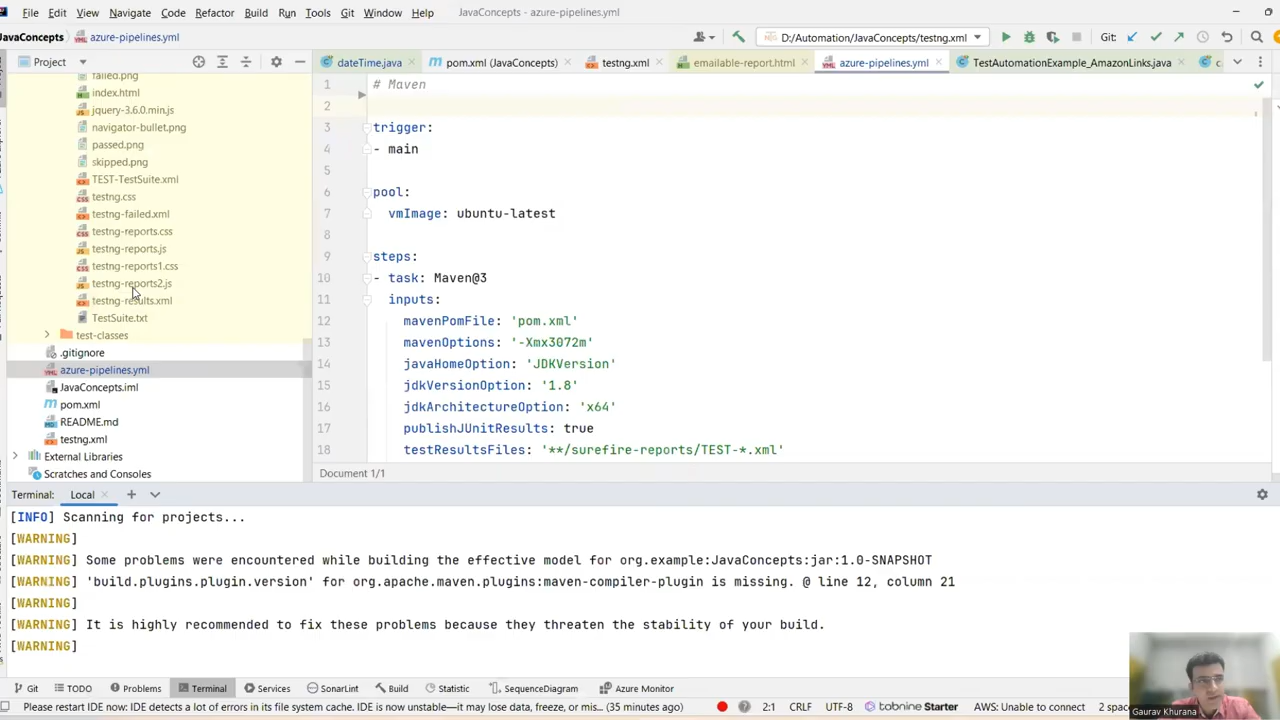 File Edit View Navigate Code Refactor Build Run Tools Git Window Help JavaConcepts - azure-pipelines.yml
JavaConcepts azure-pipelines.yml D:/Automation/JavaConcepts/testng.xml Git:
Project dateTime.java pom.xml (JavaConcepts) testng.xml emailable-report.html azure-pipelines.yml TestAutomationExample_AmazonLinks.java
failed.png
index.html
jquery-3.6.0.min.js
navigator-bullet.png
passed.png
skipped.png
TEST-TestSuite.xml
testng.css
testng-failed.xml
testng-reports.css
testng-reports.js
testng-reports1.css
testng-reports2.js
testng-results.xml
TestSuite.txt
test-classes
.gitignore
azure-pipelines.yml
JavaConcepts.iml
pom.xml
README.md
testng.xml
External Libraries
Scratches and Consoles
1 # Maven
2
3 trigger:
4 - main
5
6 pool:
7 vmImage: ubuntu-latest
8
9 steps:
10 - task: Maven@3
11 inputs:
12 mavenPomFile: 'pom.xml'
13 mavenOptions: '-Xmx3072m'
14 javaHomeOption: 'JDKVersion'
15 jdkVersionOption: '1.8'
16 jdkArchitectureOption: 'x64'
17 publishJUnitResults: true
18 testResultsFiles: '**/surefire-reports/TEST-*.xml'
Document 1/1
Terminal: Local
[INFO] Scanning for projects...
[WARNING]
[WARNING] Some problems were encountered while building the effective model for org.example:JavaConcepts:jar:1.0-SNAPSHOT
[WARNING] 'build.plugins.plugin.version' for org.apache.maven.plugins:maven-compiler-plugin is missing. @ line 12, column 21
[WARNING]
[WARNING] It is highly recommended to fix these problems because they threaten the stability of your build.
[WARNING]
Git TODO Problems Terminal Services SonarLint Build Statistic SequenceDiagram Azure Monitor
Please restart IDE now: IDE detects a lot of errors in its file system cache. IDE is now unstable—it may lose data, freeze, or mis... (35 minutes ago) 2:1 CRLF UTF-8 tabnine Starter AWS: Unable to connect 2 spac
Gaurav Khurana